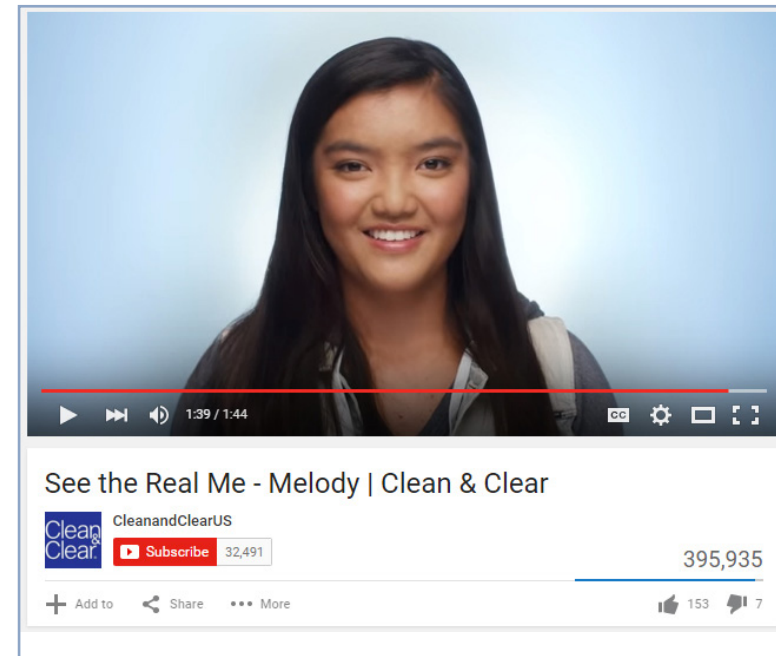 CC
1:39 / 1:44
See the Real Me - Melody | Clean & Clear
Clean
&
Clear.
CleanandClearUS
Subscribe 32,491
395,935
Add to Share More
153 7